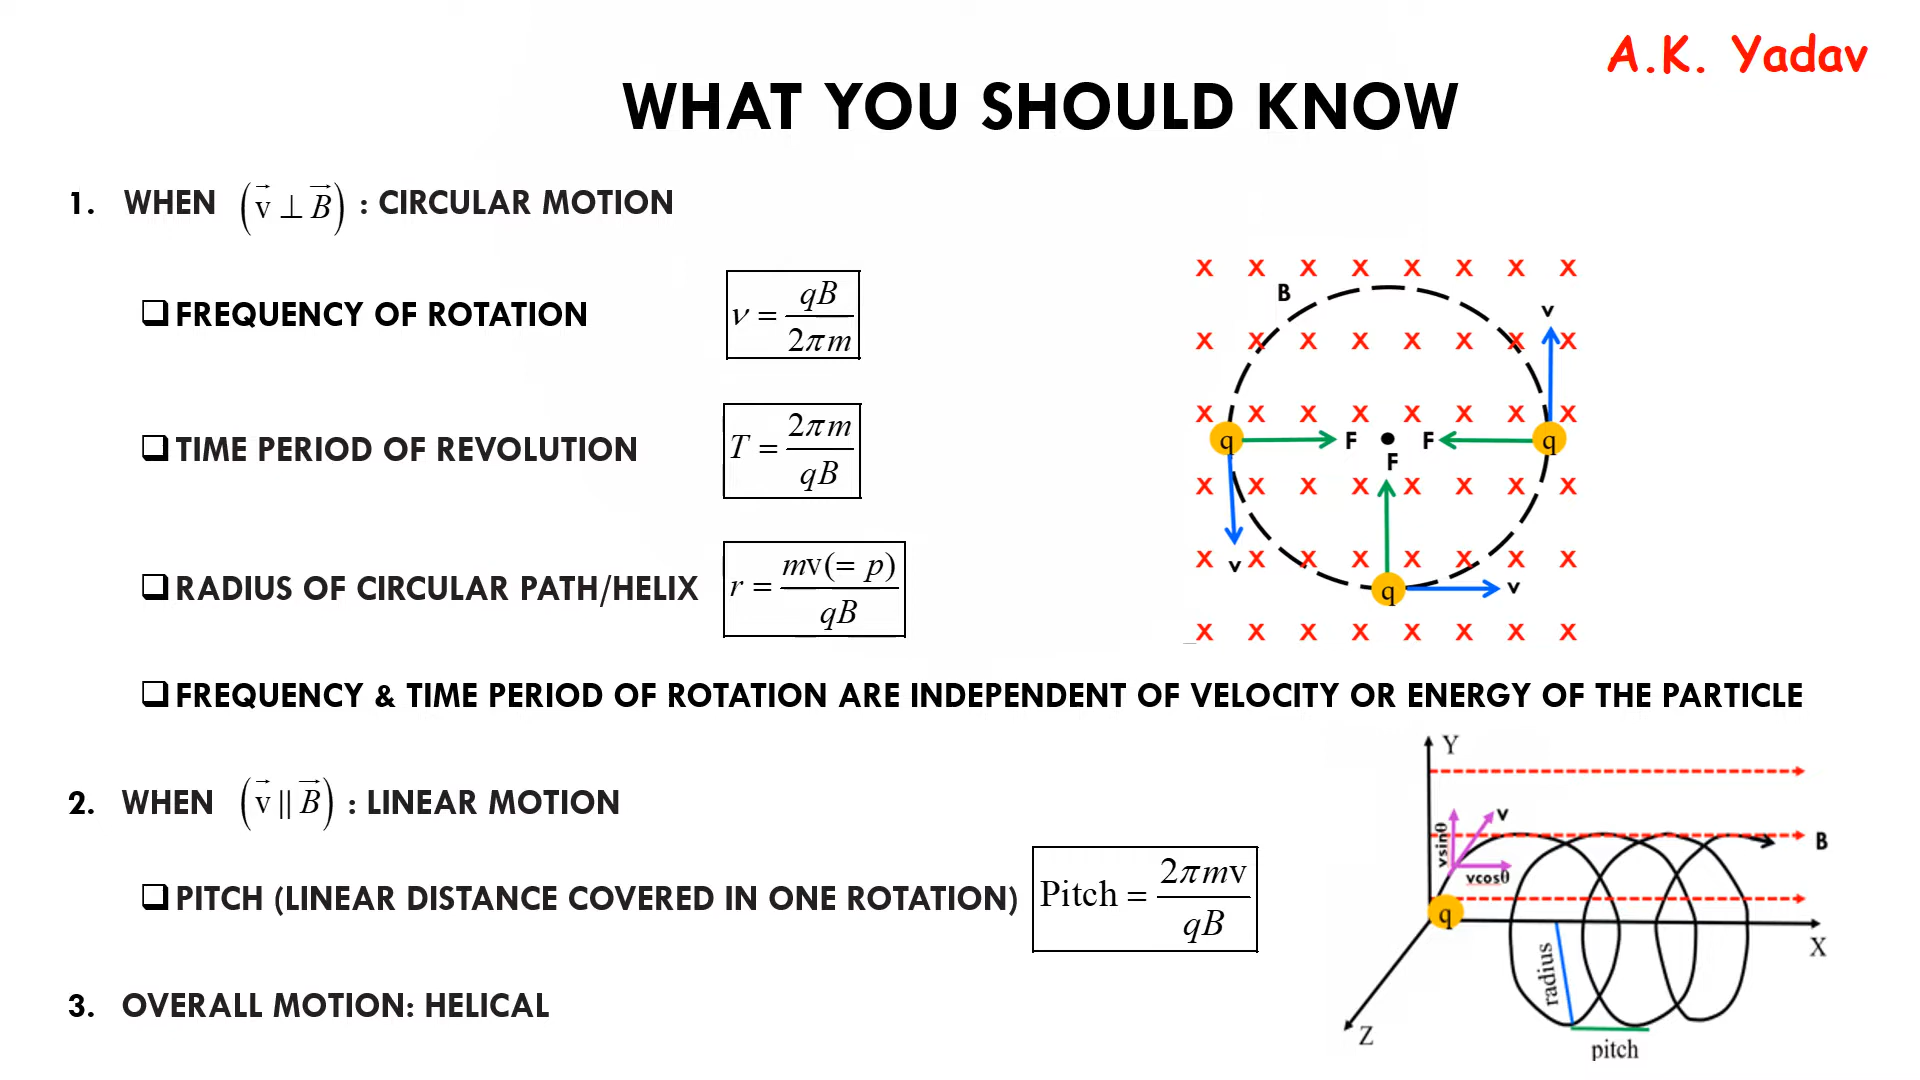 A.K. Yadav
WHAT YOU SHOULD KNOW
1. WHEN (v⃗ ⊥ B⃗) : CIRCULAR MOTION
❑ FREQUENCY OF ROTATION ν = qB / 2πm
❑ TIME PERIOD OF REVOLUTION T = 2πm / qB
❑ RADIUS OF CIRCULAR PATH/HELIX r = mv(= p) / qB
❑ FREQUENCY & TIME PERIOD OF ROTATION ARE INDEPENDENT OF VELOCITY OR ENERGY OF THE PARTICLE
2. WHEN (v⃗ || B⃗) : LINEAR MOTION
❑ PITCH (LINEAR DISTANCE COVERED IN ONE ROTATION) Pitch = 2πmv / qB
3. OVERALL MOTION: HELICAL
x x x x x x x x
B
v
x x x x x x x x
x x x x x x x x
q F F q
F
x x x x x x x x
x v x x x x x x x
q v
x x x x x x x x
Y
v
vsinθ
B
vcosθ
q
X
radius
Z
pitch